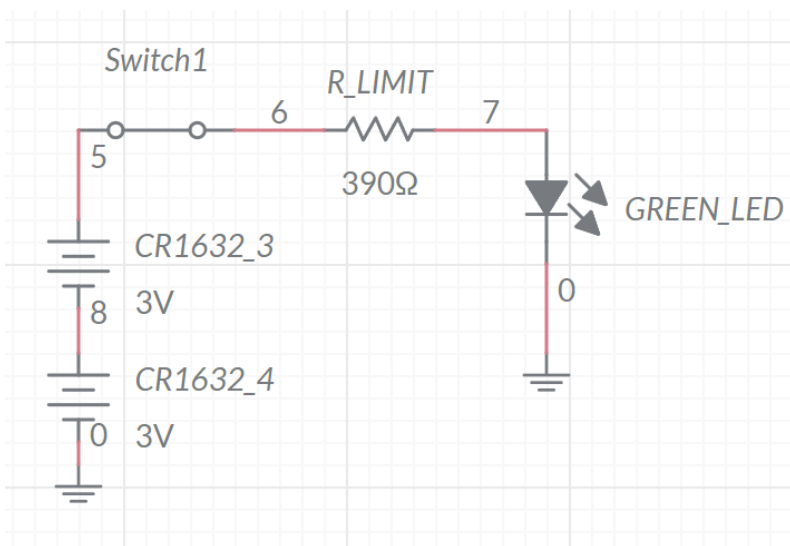 Switch1
R_LIMIT
6
7
5
390Ω
GREEN_LED
CR1632_3
0
8
3V
CR1632_4
0
3V